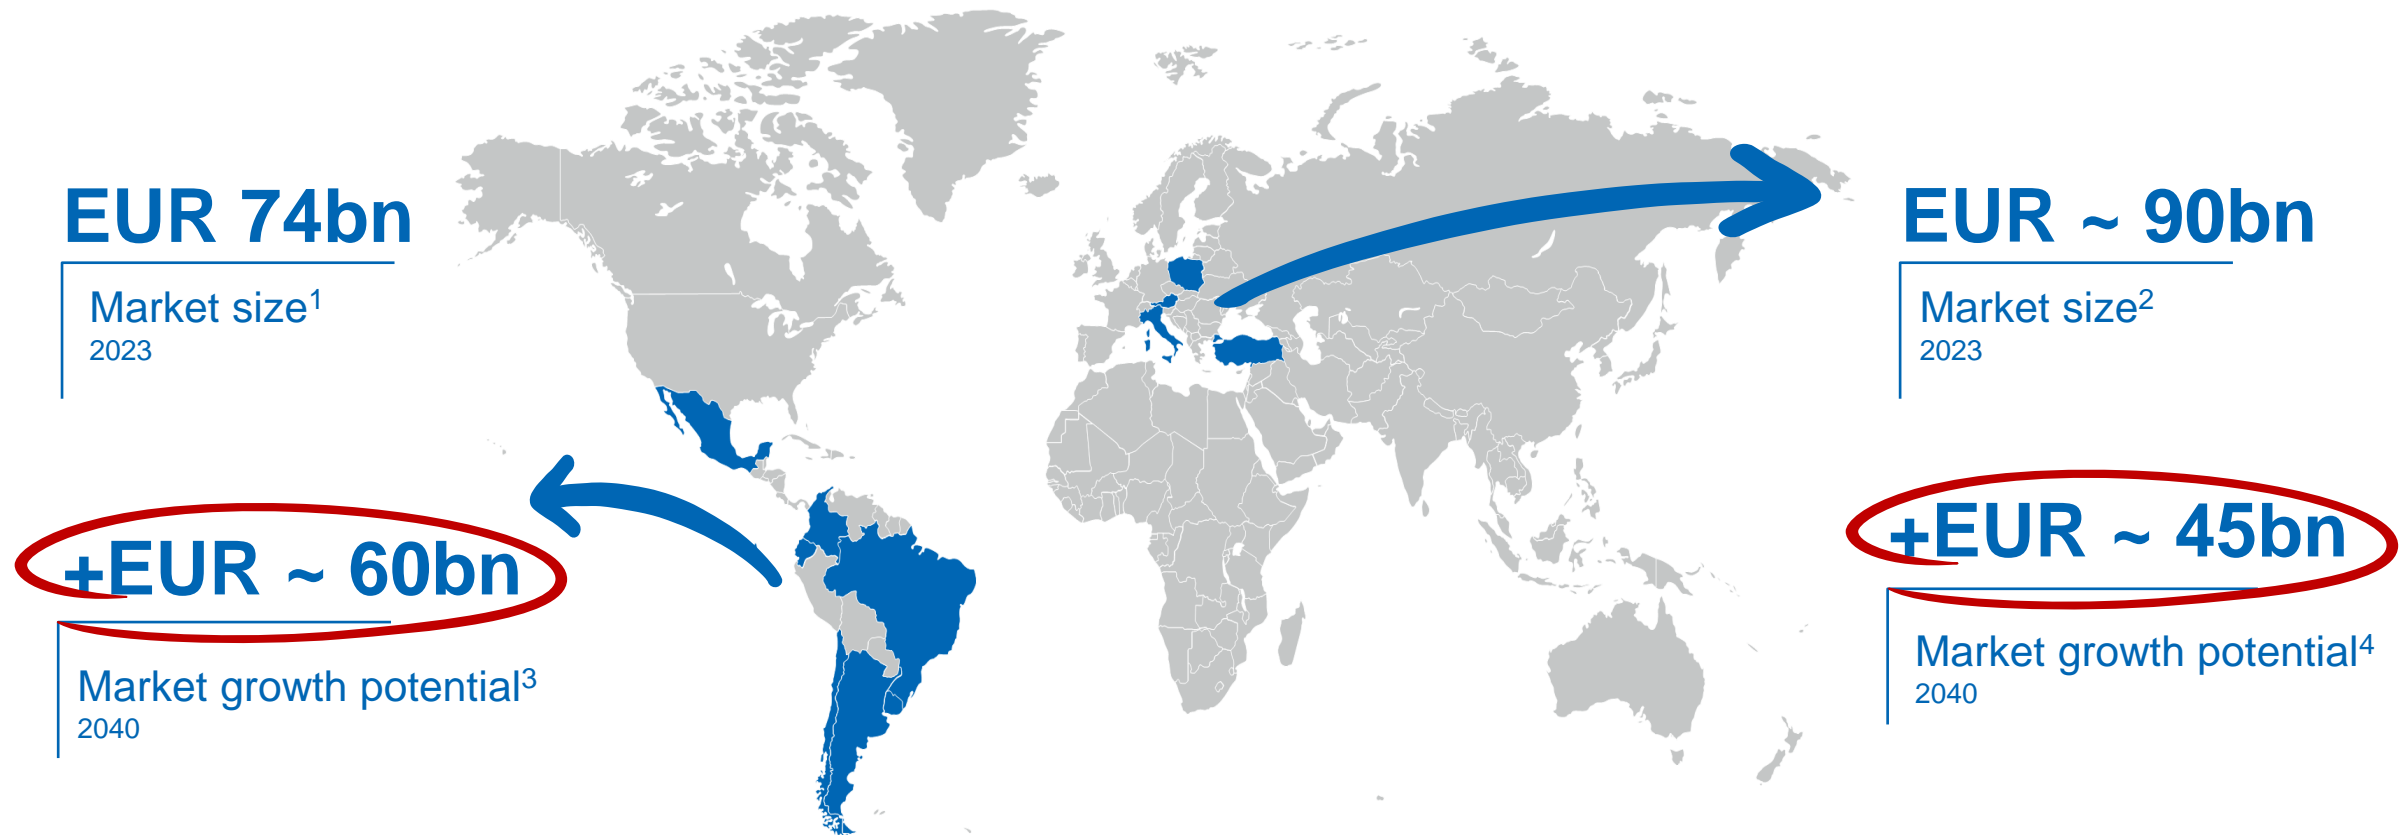 EUR 74bn
Market size¹
2023
+EUR ~ 60bn
Market growth potential³
2040
EUR ~ 90bn
Market size²
2023
+EUR ~ 45bn
Market growth potential⁴
2040